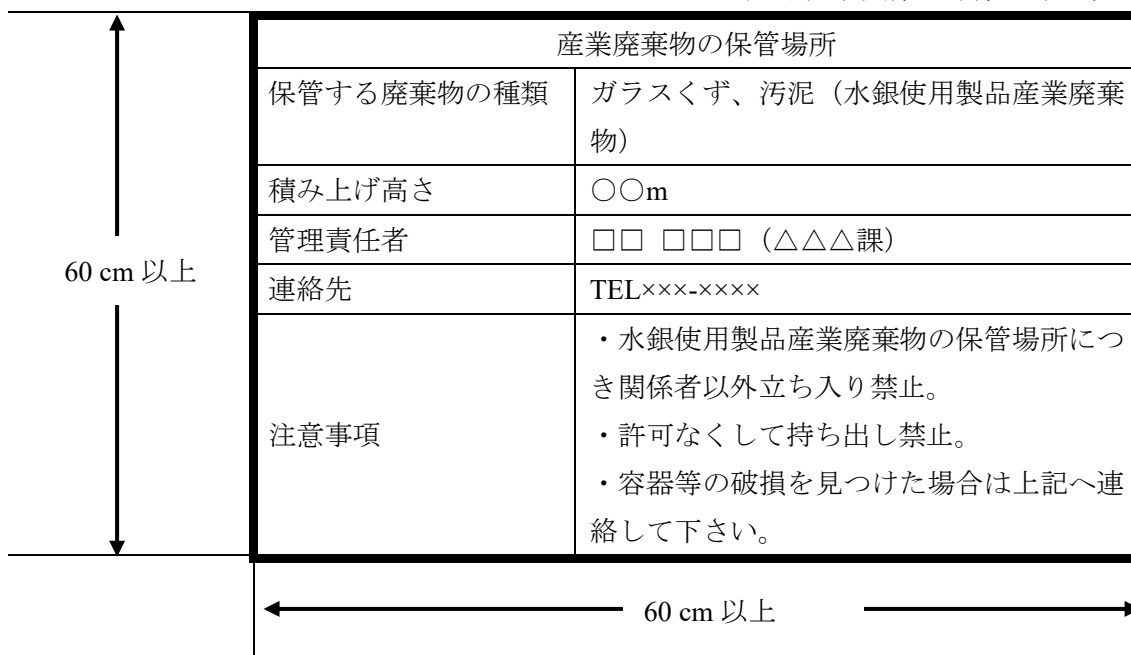 産業廃棄物の保管場所
保管する廃棄物の種類
ガラスくず、汚泥（水銀使用製品産業廃棄
物）
積み上げ高さ
○○m
管理責任者
□□ □□□（△△△課）
連絡先
TEL×××-××××
注意事項
・水銀使用製品産業廃棄物の保管場所につ
き関係者以外立ち入り禁止。
・許可なくして持ち出し禁止。
・容器等の破損を見つけた場合は上記へ連
絡して下さい。
60 cm 以上
60 cm 以上